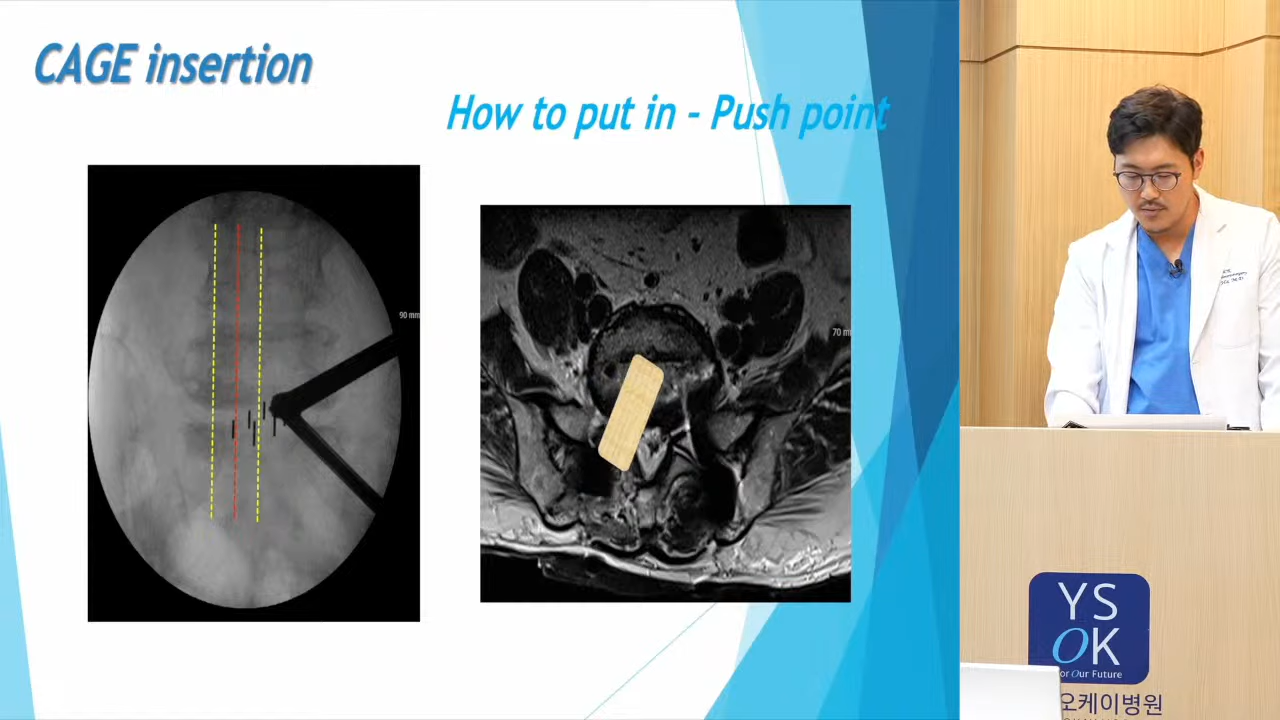 CAGE insertion
How to put in - Push point
90 mm
70 m
YS
OK
or Our Future
오케이병원